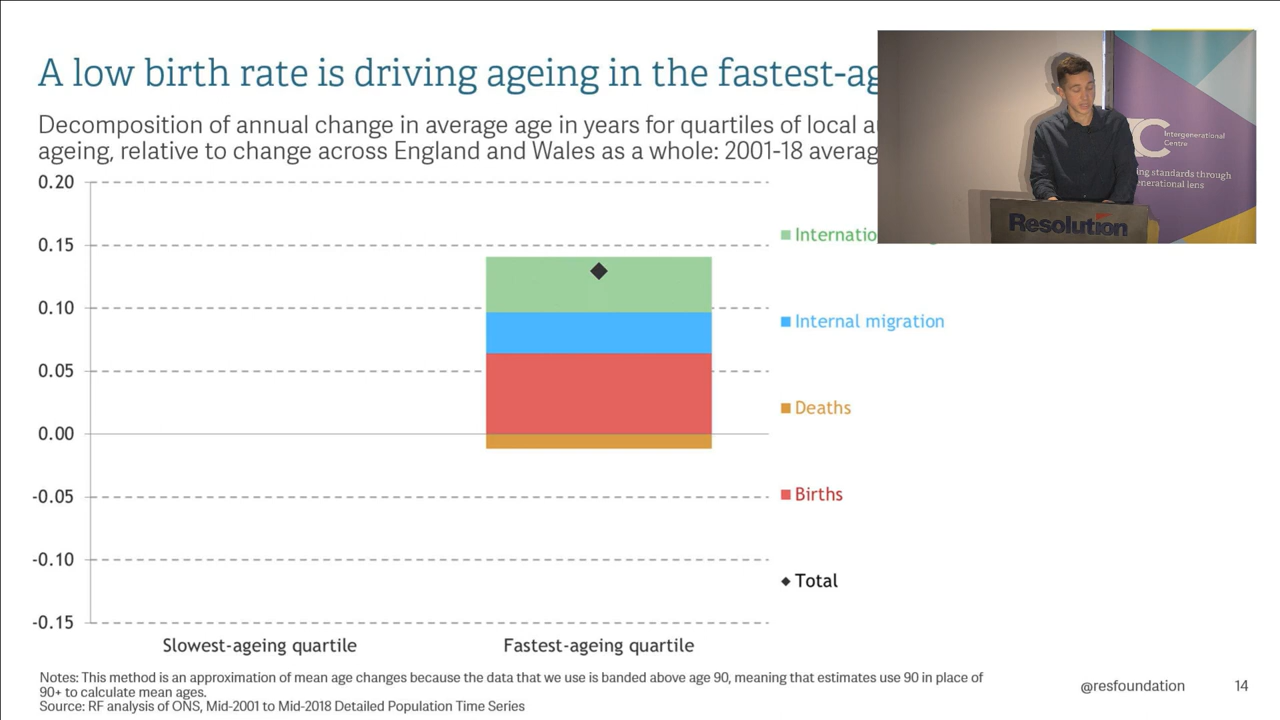 A low birth rate is driving ageing in the fastest-ag
Decomposition of annual change in average age in years for quartiles of local a
ageing, relative to change across England and Wales as a whole: 2001-18 averag
0.20
0.15
0.10
0.05
0.00
-0.05
-0.10
-0.15
Slowest-ageing quartile
Fastest-ageing quartile
Internatio
Internal migration
Deaths
Births
Total
Intergenerational
Centre
ing standards through
enerational lens
Resolution
Notes: This method is an approximation of mean age changes because the data that we use is banded above age 90, meaning that estimates use 90 in place of
90+ to calculate mean ages.
Source: RF analysis of ONS, Mid-2001 to Mid-2018 Detailed Population Time Series
@resfoundation
14